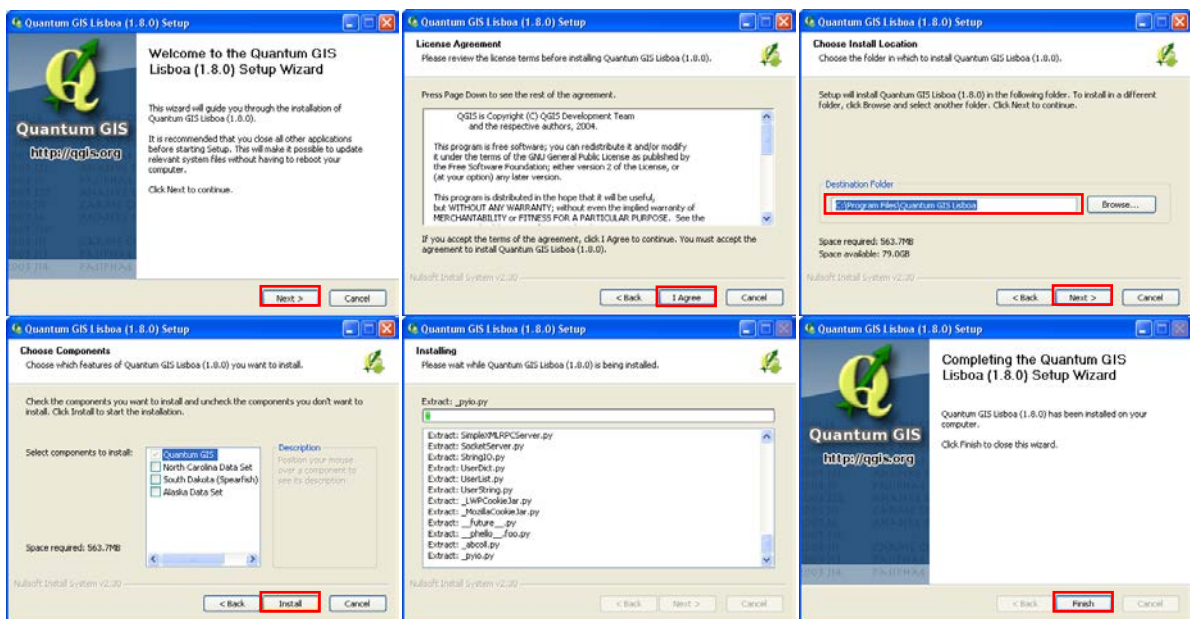 Quantum GIS Lisboa (1.8.0) Setup
Quantum GIS
http://qgis.org
Welcome to the Quantum GIS
Lisboa (1.8.0) Setup Wizard
This wizard will guide you through the installation of
Quantum GIS Lisboa (1.8.0).
It is recommended that you close all other applications
before starting Setup. This will make it possible to update
relevant system files without having to reboot your
computer.
Click Next to continue.
Next >
Cancel
Quantum GIS Lisboa (1.8.0) Setup
License Agreement
Please review the license terms before installing Quantum GIS Lisboa (1.8.0).
Press Page Down to see the rest of the agreement.
QGIS is Copyright (C) QGIS Development Team
and the respective authors, 2004.
This program is free software; you can redistribute it and/or modify
it under the terms of the GNU General Public License as published by
the Free Software Foundation; either version 2 of the License, or
(at your option) any later version.
This program is distributed in the hope that it will be useful,
but WITHOUT ANY WARRANTY; without even the implied warranty of
MERCHANTABILITY or FITNESS FOR A PARTICULAR PURPOSE. See the
If you accept the terms of the agreement, click I Agree to continue. You must accept the
agreement to install Quantum GIS Lisboa (1.8.0).
Nullsoft Install System v2.30
< Back
I Agree
Cancel
Quantum GIS Lisboa (1.8.0) Setup
Choose Install Location
Choose the folder in which to install Quantum GIS Lisboa (1.8.0).
Setup will install Quantum GIS Lisboa (1.8.0) in the following folder. To install in a different
folder, click Browse and select another folder. Click Next to continue.
Destination Folder
C:\Program Files\Quantum GIS Lisboa
Browse...
Space required: 563.7MB
Space available: 79.0GB
Nullsoft Install System v2.30
< Back
Next >
Cancel
Quantum GIS Lisboa (1.8.0) Setup
Choose Components
Choose which features of Quantum GIS Lisboa (1.8.0) you want to install.
Check the components you want to install and uncheck the components you don't want to
install. Click Install to start the installation.
Select components to install:
Quantum GIS
North Carolina Data Set
South Dakota (Spearfish)
Alaska Data Set
Description
Position your mouse
over a component to
see its description.
Space required: 563.7MB
Nullsoft Install System v2.30
< Back
Install
Cancel
Quantum GIS Lisboa (1.8.0) Setup
Installing
Please wait while Quantum GIS Lisboa (1.8.0) is being installed.
Extract: _pyio.py
Extract: SimpleXMLRPCServer.py
Extract: SocketServer.py
Extract: StringIO.py
Extract: UserDict.py
Extract: UserList.py
Extract: UserString.py
Extract: _LWPCookieJar.py
Extract: _MozillaCookieJar.py
Extract: __future__.py
Extract: __phello__.foo.py
Extract: _abcoll.py
Extract: _pyio.py
Nullsoft Install System v2.30
< Back
Next >
Cancel
Quantum GIS Lisboa (1.8.0) Setup
Quantum GIS
http://qgis.org
Completing the Quantum GIS
Lisboa (1.8.0) Setup Wizard
Quantum GIS Lisboa (1.8.0) has been installed on your
computer.
Click Finish to close this wizard.
< Back
Finish
Cancel